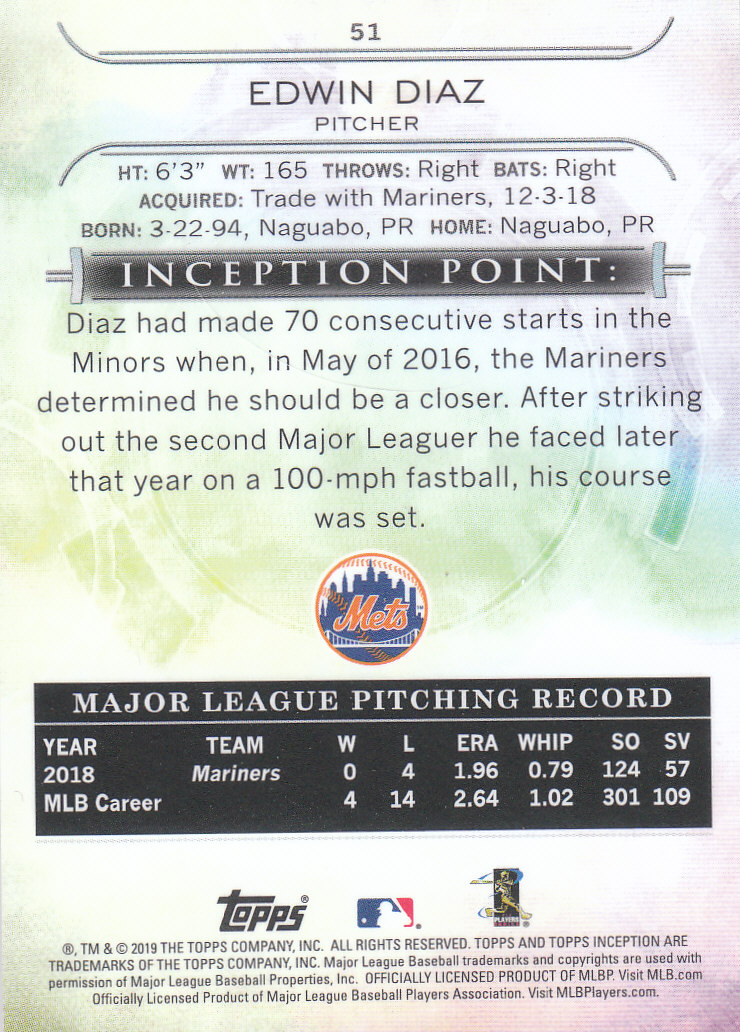 51
EDWIN DIAZ
PITCHER
HT: 6'3" WT: 165 THROWS: Right BATS: Right
ACQUIRED: Trade with Mariners, 12-3-18
BORN: 3-22-94, Naguabo, PR HOME: Naguabo, PR
INCEPTION POINT:
Diaz had made 70 consecutive starts in the
Minors when, in May of 2016, the Mariners
determined he should be a closer. After striking
out the second Major Leaguer he faced later
that year on a 100-mph fastball, his course
was set.
Mets
MAJOR LEAGUE PITCHING RECORD
YEAR TEAM W L ERA WHIP SO SV
2018 Mariners 0 4 1.96 0.79 124 57
MLB Career 4 14 2.64 1.02 301 109
Topps®
PLAYERS CHOICE
®, TM & © 2019 THE TOPPS COMPANY, INC. ALL RIGHTS RESERVED. TOPPS AND TOPPS INCEPTION ARE
TRADEMARKS OF THE TOPPS COMPANY, INC. Major League Baseball trademarks and copyrights are used with
permission of Major League Baseball Properties, Inc. OFFICIALLY LICENSED PRODUCT OF MLBP. Visit MLB.com
Officially Licensed Product of Major League Baseball Players Association. Visit MLBPlayers.com.